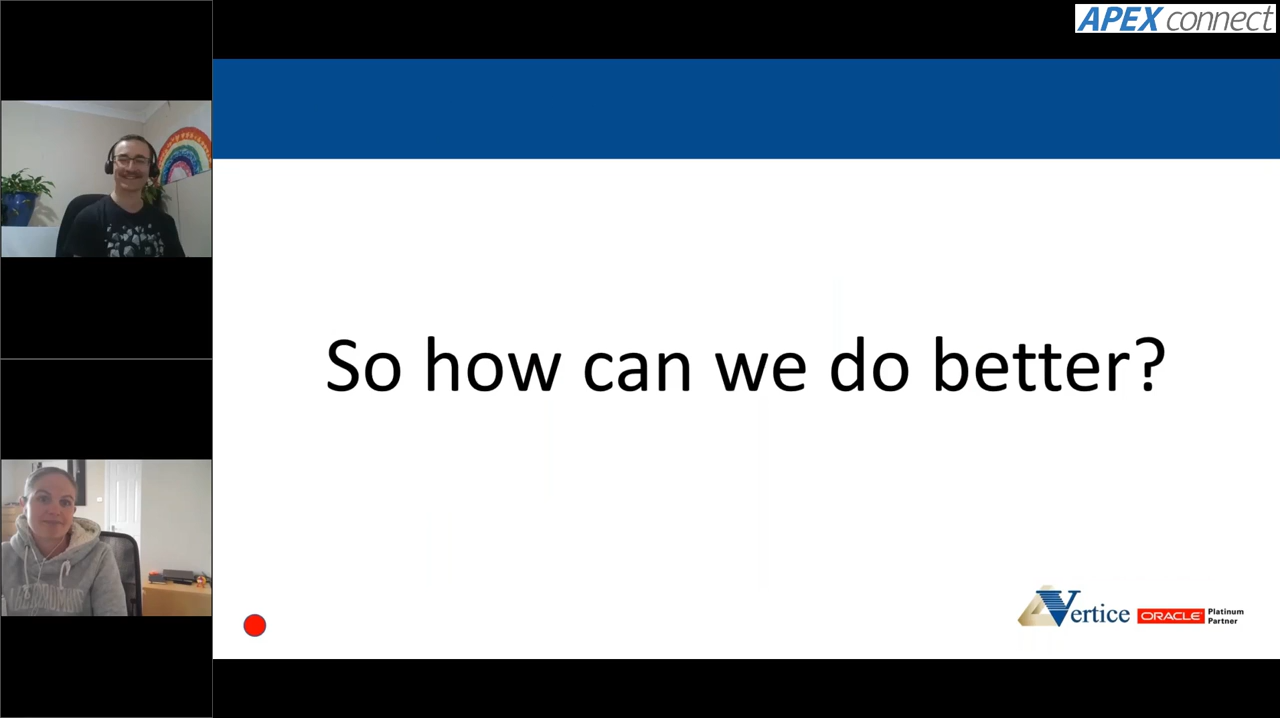 APEX connect
So how can we do better?
Vertice ORACLE Platinum
Partner